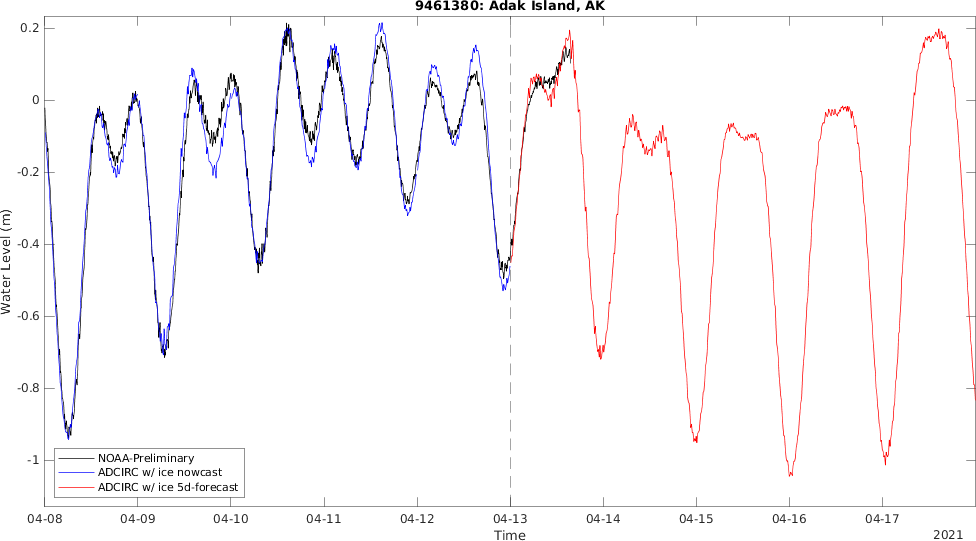 9461380: Adak Island, AK
Water Level (m)
0.2
0
-0.2
-0.4
-0.6
-0.8
-1
NOAA-Preliminary
ADCIRC w/ ice nowcast
ADCIRC w/ ice 5d-forecast
04-08 04-09 04-10 04-11 04-12 04-13 04-14 04-15 04-16 04-17
Time
2021